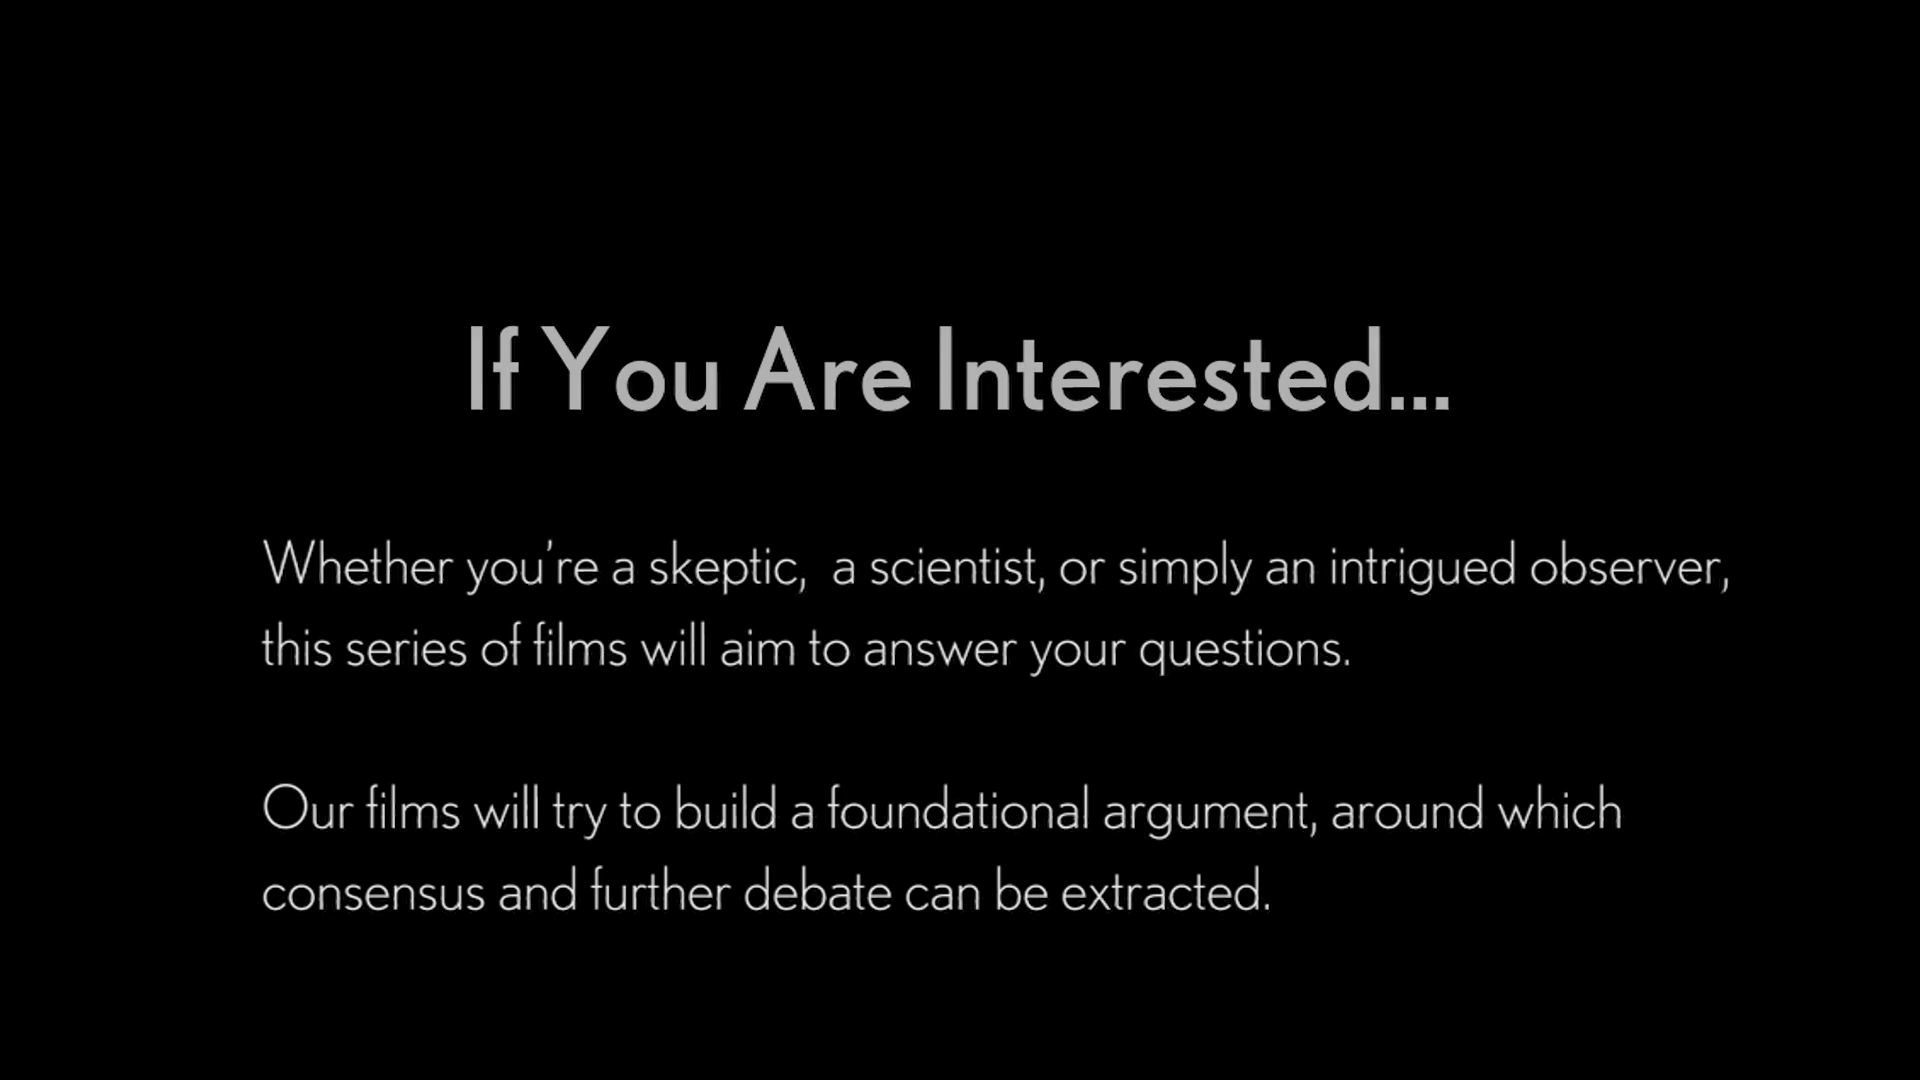 If You Are Interested...
Whether you’re a skeptic,  a scientist, or simply an intrigued observer,
this series of films will aim to answer your questions.
Our films will try to build a foundational argument, around which
consensus and further debate can be extracted.